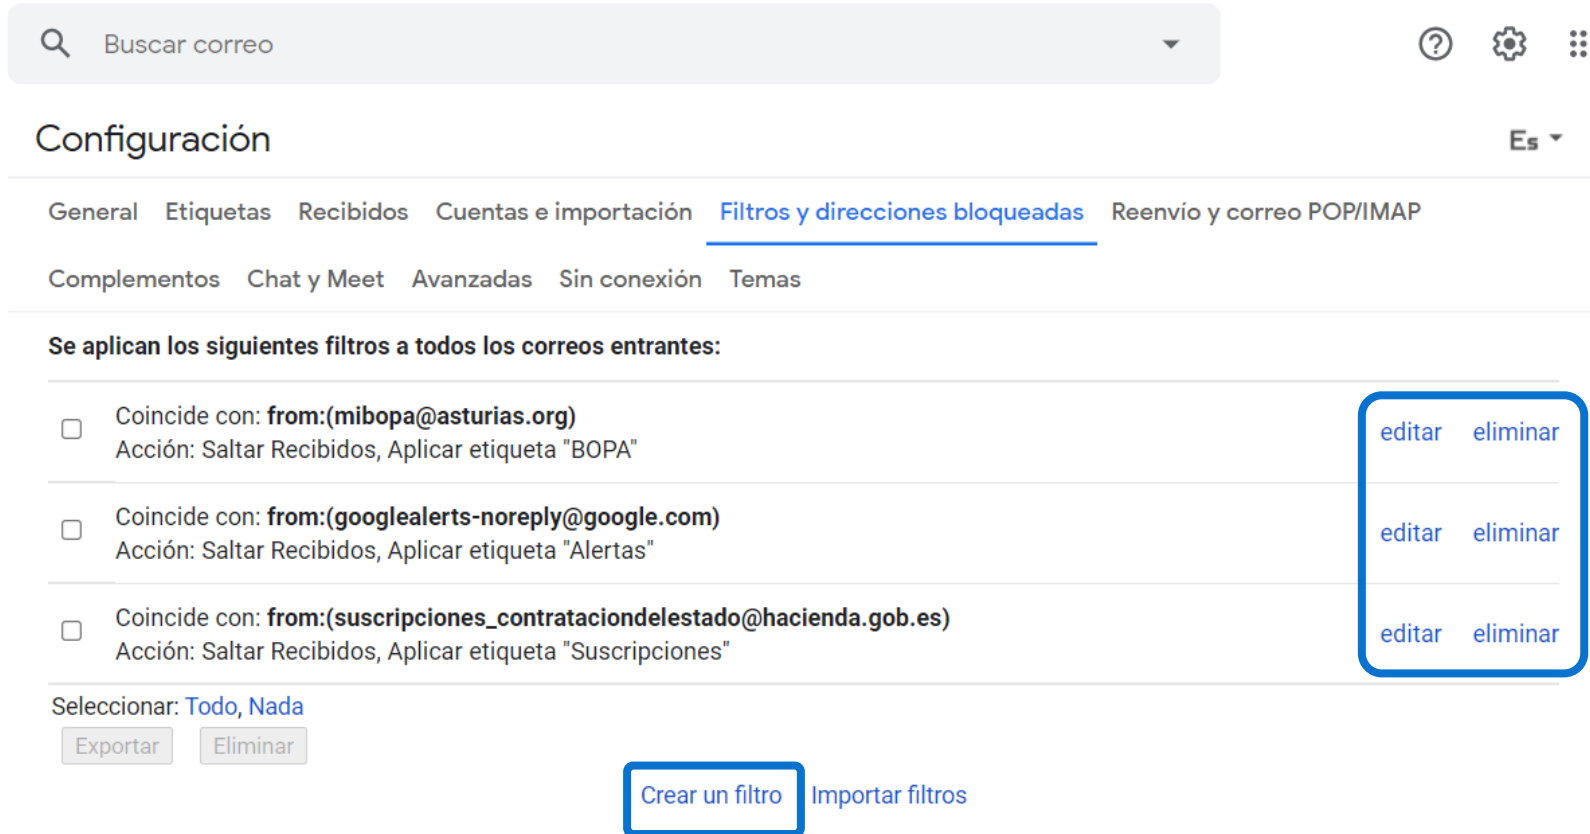 Buscar correo
Configuración
Es
General Etiquetas Recibidos Cuentas e importación Filtros y direcciones bloqueadas Reenvío y correo POP/IMAP
Complementos Chat y Meet Avanzadas Sin conexión Temas
Se aplican los siguientes filtros a todos los correos entrantes:
Coincide con: from:(mibopa@asturias.org)
Acción: Saltar Recibidos, Aplicar etiqueta "BOPA"
editar eliminar
Coincide con: from:(googlealerts-noreply@google.com)
Acción: Saltar Recibidos, Aplicar etiqueta "Alertas"
editar eliminar
Coincide con: from:(suscripciones_contrataciondelestado@hacienda.gob.es)
Acción: Saltar Recibidos, Aplicar etiqueta "Suscripciones"
editar eliminar
Seleccionar: Todo, Nada
Exportar Eliminar
Crear un filtro Importar filtros